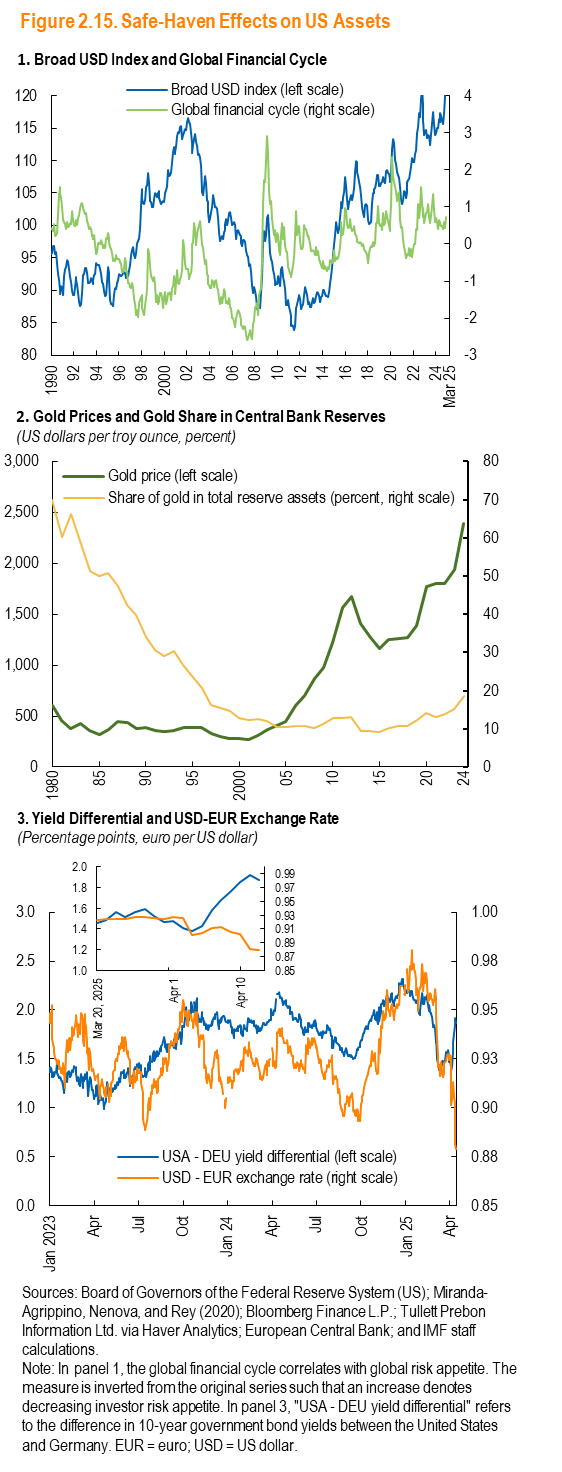 Figure 2.15. Safe-Haven Effects on US Assets
1. Broad USD Index and Global Financial Cycle
Broad USD index (left scale)
Global financial cycle (right scale)
120
115
110
105
100
95
90
85
80
4
3
2
1
0
-1
-2
-3
1990
92
94
96
98
2000
02
04
06
08
10
12
14
16
18
20
22
24
Mar 25
2. Gold Prices and Gold Share in Central Bank Reserves
(US dollars per troy ounce, percent)
Gold price (left scale)
Share of gold in total reserve assets (percent, right scale)
3,000
2,500
2,000
1,500
1,000
500
0
80
70
60
50
40
30
20
10
0
1980
85
90
95
2000
05
10
15
20
24
3. Yield Differential and USD-EUR Exchange Rate
(Percentage points, euro per US dollar)
2.0
1.8
1.6
1.4
1.2
1.0
0.99
0.97
0.95
0.93
0.91
0.89
0.87
0.85
Mar 20, 2025
Apr 1
Apr 10
3.0
2.5
2.0
1.5
1.0
0.5
0.0
1.00
0.98
0.95
0.93
0.90
0.88
0.85
USA - DEU yield differential (left scale)
USD - EUR exchange rate (right scale)
Jan 2023
Apr
Jul
Oct
Jan 24
Apr
Jul
Oct
Jan 25
Apr
Sources: Board of Governors of the Federal Reserve System (US); Miranda-
Agrippino, Nenova, and Rey (2020); Bloomberg Finance L.P.; Tullett Prebon
Information Ltd. via Haver Analytics; European Central Bank; and IMF staff
calculations.
Note: In panel 1, the global financial cycle correlates with global risk appetite. The
measure is inverted from the original series such that an increase denotes
decreasing investor risk appetite. In panel 3, "USA - DEU yield differential" refers
to the difference in 10-year government bond yields between the United States
and Germany. EUR = euro; USD = US dollar.